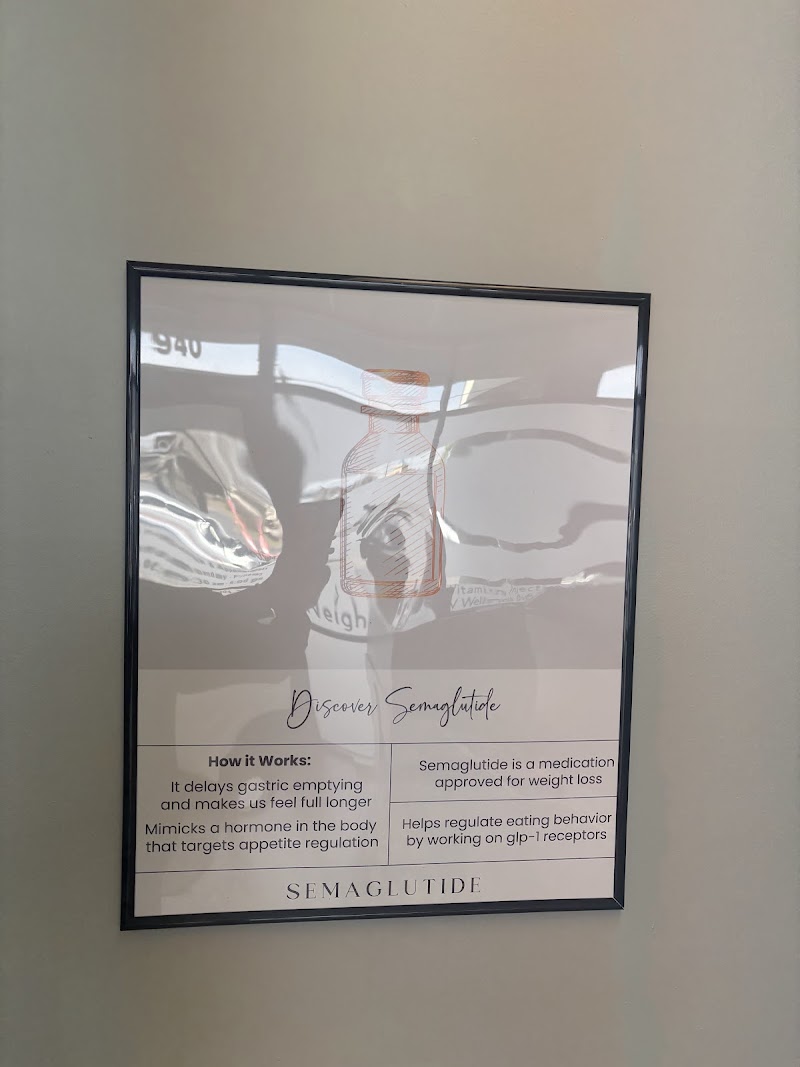 940
Weigh
Discover Semaglutide
How it Works:
It delays gastric emptying
and makes us feel full longer
Mimicks a hormone in the body
that targets appetite regulation
Semaglutide is a medication
approved for weight loss
Helps regulate eating behavior
by working on glp-1 receptors
SEMAGLUTIDE